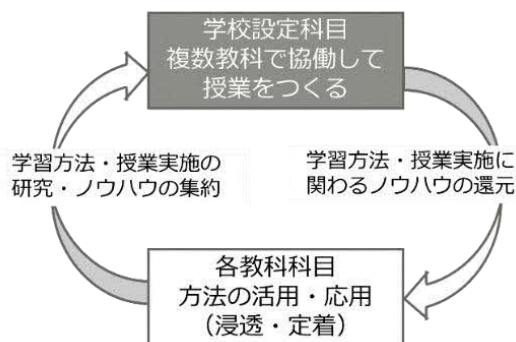 学校設定科目
複数教科で協働して
授業をつくる
学習方法・授業実施の
研究・ノウハウの集約
学習方法・授業実施に
関わるノウハウの還元
各教科科目
方法の活用・応用
（浸透・定着）